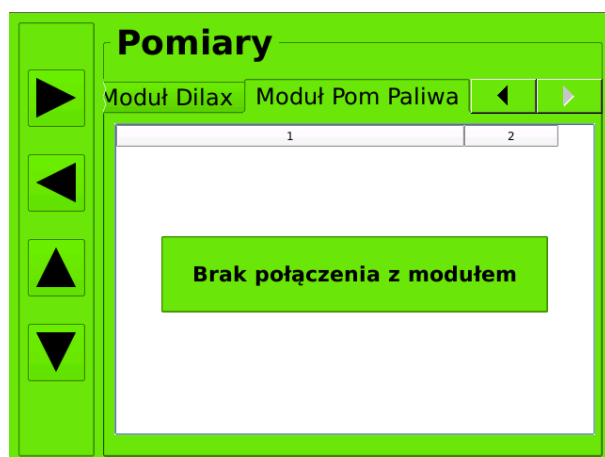 Pomiary
Moduł Dilax
Moduł Pom Paliwa
1
2
Brak połączenia z modułem